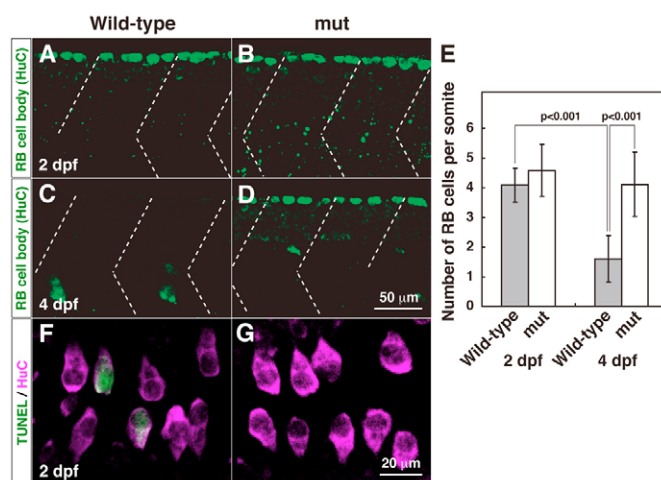 Wild-type
mut
A
B
E
RB cell body (HuC)
2 dpf
C
D
RB cell body (HuC)
4 dpf
50 μm
F
G
TUNEL / HuC
2 dpf
20 μm
p<0.001
p<0.001
Number of RB cells per somite
6
5
4
3
2
1
0
Wild-type
mut
Wild-type
mut
2 dpf
4 dpf